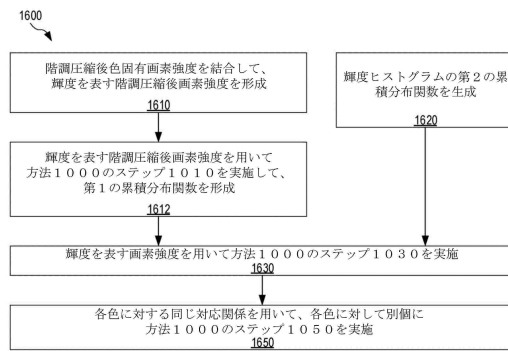 1600
階調圧縮後色固有画素強度を結合して、
輝度を表す階調圧縮後画素強度を形成
1610
輝度ヒストグラムの第2の累
積分布関数を生成
1620
輝度を表す階調圧縮後画素強度を用いて
方法1000のステップ1010を実施して、
第1の累積分布関数を形成
1612
輝度を表す画素強度を用いて方法1000のステップ1030を実施
1630
各色に対する同じ対応関係を用いて、各色に対して別個に
方法1000のステップ1050を実施
1650